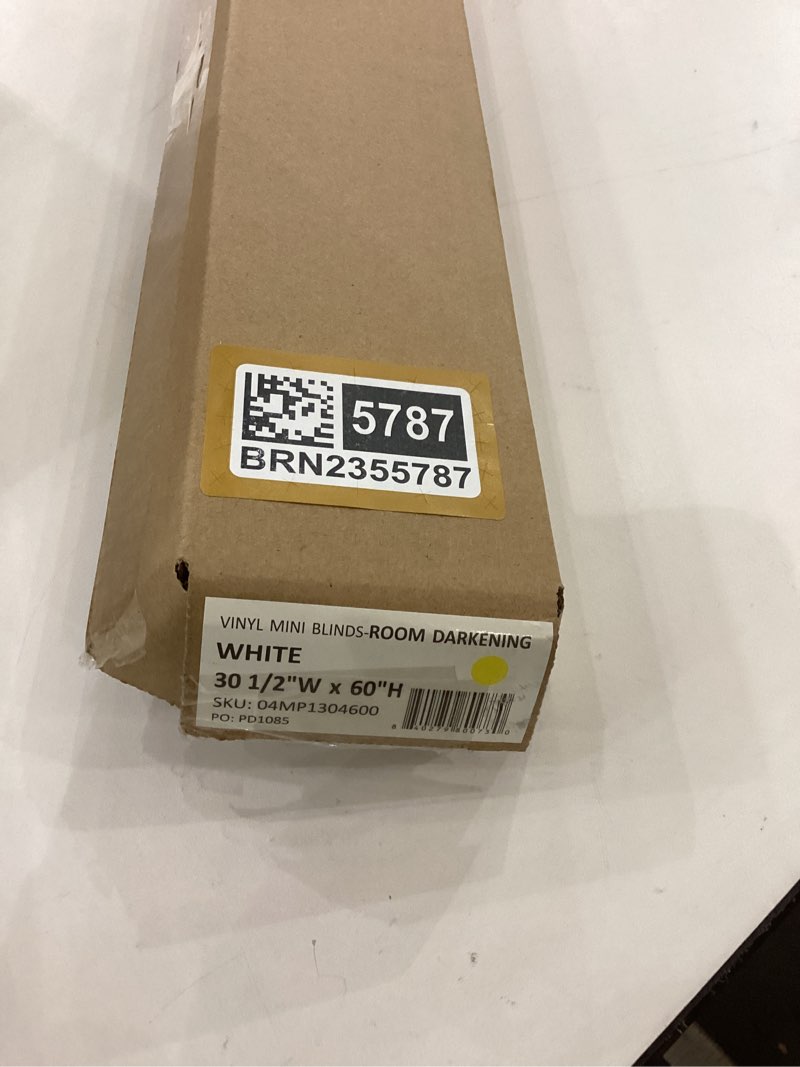 5787
BRN2355787
VINYL MINI BLINDS-ROOM DARKENING
WHITE
30 1/2"W x 60"H
SKU: 04MP1304600
PO: PD1085